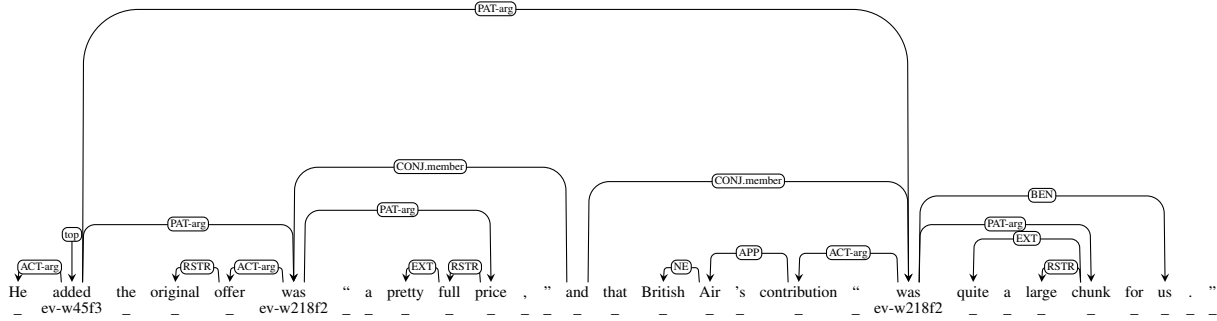 PAT-arg
CONJ.member
CONJ.member
BEN
PAT-arg
PAT-arg PAT-arg
top EXT
ACT-arg RSTR ACT-arg EXT RSTR NE APP ACT-arg RSTR
He added the original offer was “ a pretty full price , ” and that British Air ’s contribution “ was quite a large chunk for us . ”
_ ev-w45f3 _ _ _ ev-w218f2 _ _ _ _ _ _ _ _ _ _ _ _ _ _ ev-w218f2 _ _ _ _ _ _ _ _